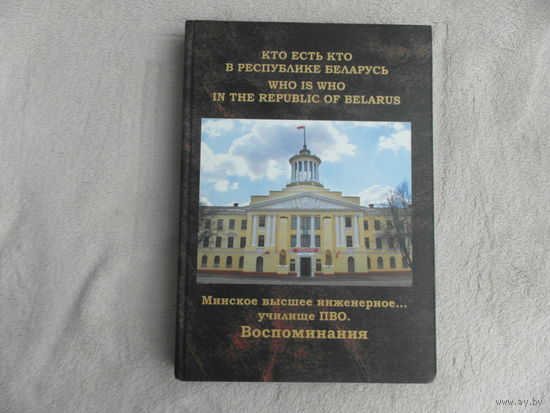 КТО ЕСТЬ КТО
В РЕСПУБЛИКЕ БЕЛАРУСЬ
WHO IS WHO
IN THE REPUBLIC OF BELARUS
Минское высшее инженерное...
училище ПВО.
Воспоминания
www.ay.by